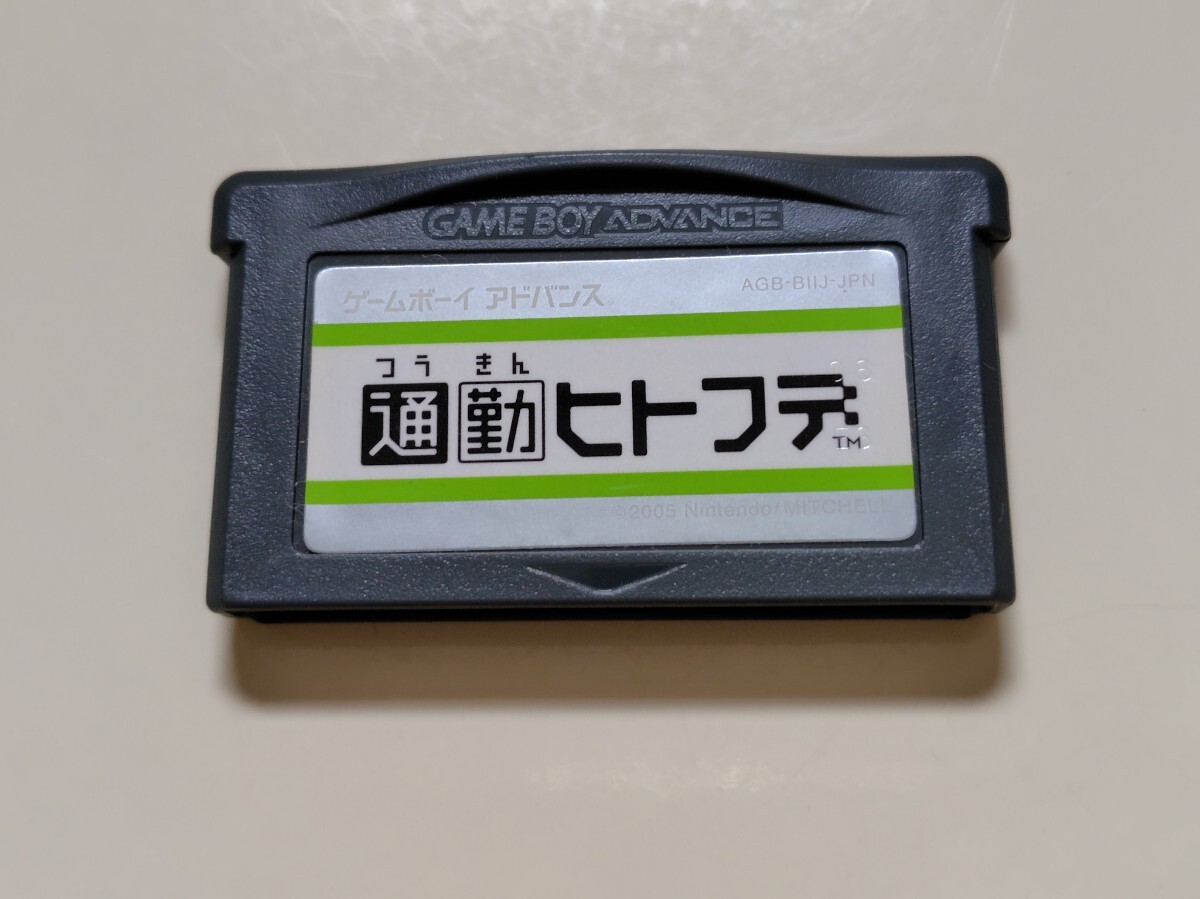 GAME BOY ADVANCE
ゲームボーイ アドバンス
AGB-BIIJ-JPN
つう きん
通勤ヒトフデ
TM
©2005 Nintendo/MITCHELL